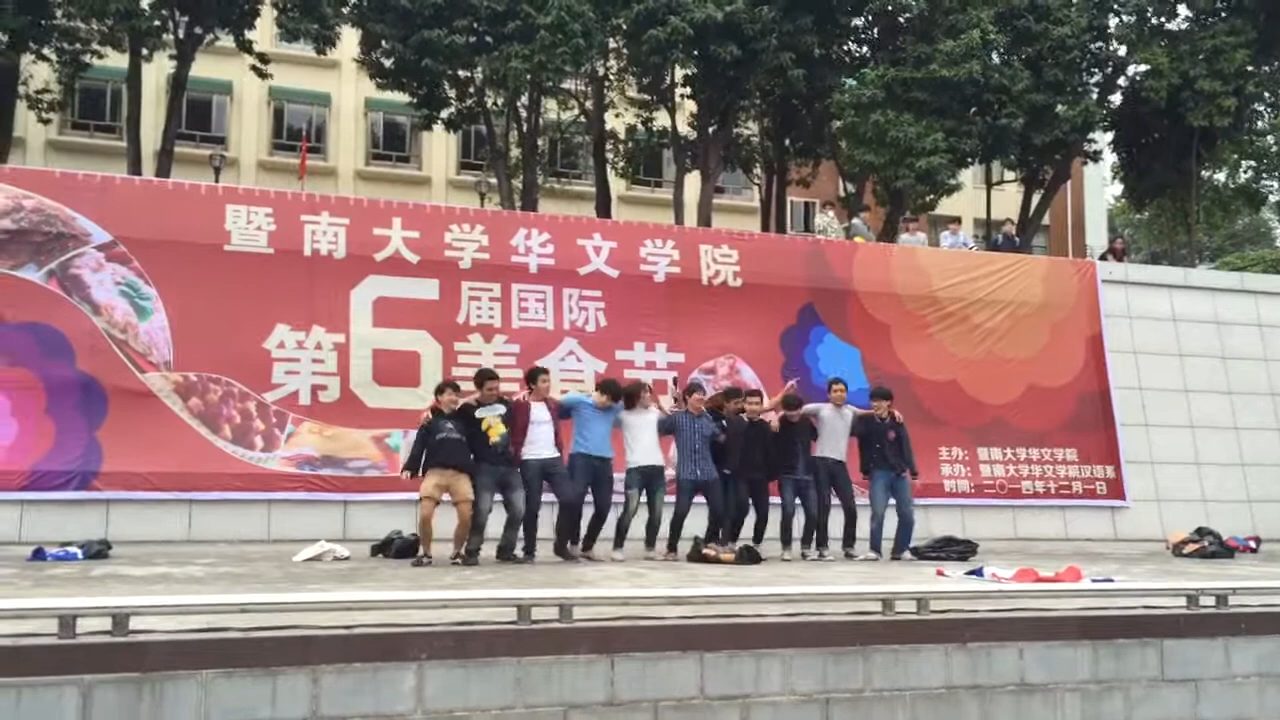 暨南大学华文学院
第6届国际
美食节
主办：暨南大学华文学院
承办：暨南大学华文学院汉语系
时间：二〇一四年十二月一日